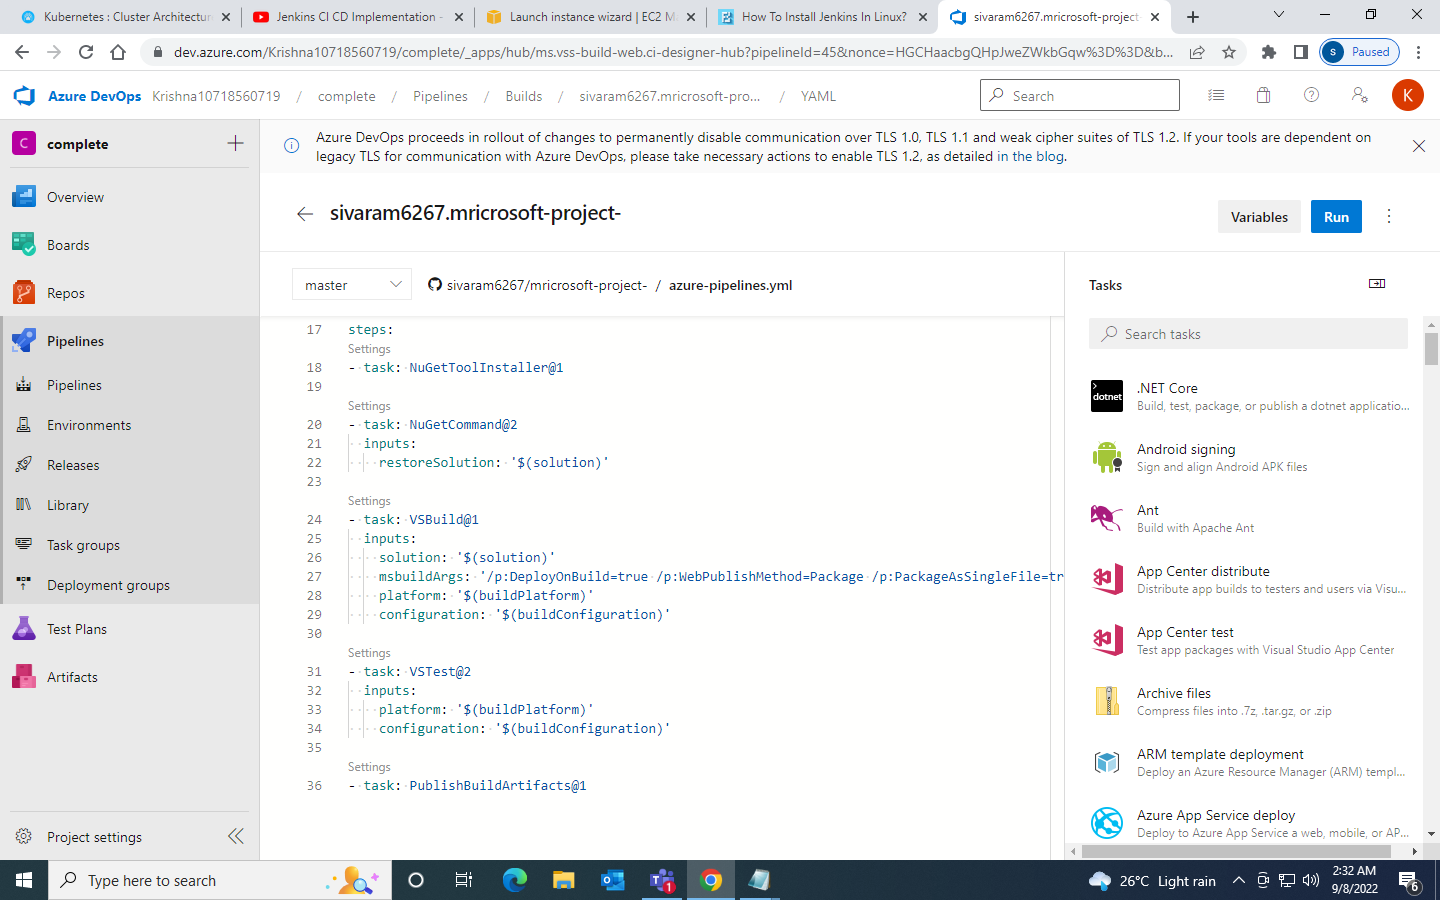 Kubernetes : Cluster Architectur
Jenkins CI CD Implementation -
Launch instance wizard | EC2 M
How To Install Jenkins In Linux?
sivaram6267.mricrosoft-project-
dev.azure.com/Krishna10718560719/complete/_apps/hub/ms.vss-build-web.ci-designer-hub?pipelineId=45&nonce=HGCHaacbgQHpJweZWkbGqw%3D%3D&b...
s Paused
Azure DevOps Krishna10718560719 / complete / Pipelines / Builds / sivaram6267.mricrosoft-pro... / YAML
Search
K
C complete
Azure DevOps proceeds in rollout of changes to permanently disable communication over TLS 1.0, TLS 1.1 and weak cipher suites of TLS 1.2. If your tools are dependent on
legacy TLS for communication with Azure DevOps, please take necessary actions to enable TLS 1.2, as detailed in the blog.
Overview
Boards
Repos
Pipelines
Pipelines
Environments
Releases
Library
Task groups
Deployment groups
Test Plans
Artifacts
Project settings
sivaram6267.mricrosoft-project-
Variables
Run
master
sivaram6267/mricrosoft-project- / azure-pipelines.yml
17 steps:
Settings
18 - task: NuGetToolInstaller@1
19
Settings
20 - task: NuGetCommand@2
21 inputs:
22 restoreSolution: '$(solution)'
23
Settings
24 - task: VSBuild@1
25 inputs:
26 solution: '$(solution)'
27 msbuildArgs: '/p:DeployOnBuild=true /p:WebPublishMethod=Package /p:PackageAsSingleFile=tr
28 platform: '$(buildPlatform)'
29 configuration: '$(buildConfiguration)'
30
Settings
31 - task: VSTest@2
32 inputs:
33 platform: '$(buildPlatform)'
34 configuration: '$(buildConfiguration)'
35
Settings
36 - task: PublishBuildArtifacts@1
Tasks
Search tasks
dotnet
.NET Core
Build, test, package, or publish a dotnet applicatio...
Android signing
Sign and align Android APK files
Ant
Build with Apache Ant
App Center distribute
Distribute app builds to testers and users via Visu...
App Center test
Test app packages with Visual Studio App Center
Archive files
Compress files into .7z, .tar.gz, or .zip
ARM template deployment
Deploy an Azure Resource Manager (ARM) templ...
Azure App Service deploy
Deploy to Azure App Service a web, mobile, or AP...
Type here to search
1
26°C Light rain
2:32 AM
9/8/2022
6